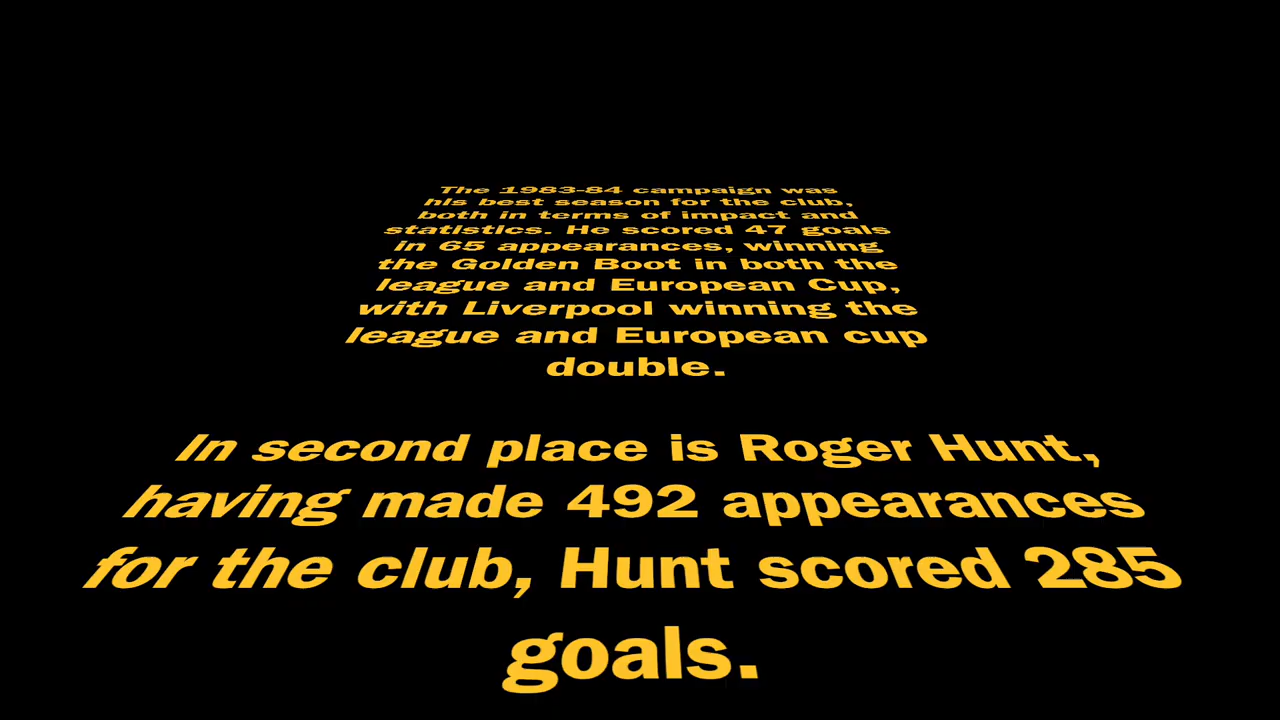 The 1983-84 campaign was
his best season for the club,
both in terms of impact and
statistics. He scored 47 goals
in 65 appearances, winning
the Golden Boot in both the
league and European Cup,
with Liverpool winning the
league and European cup
double.
In second place is Roger Hunt,
having made 492 appearances
for the club, Hunt scored 285
goals.